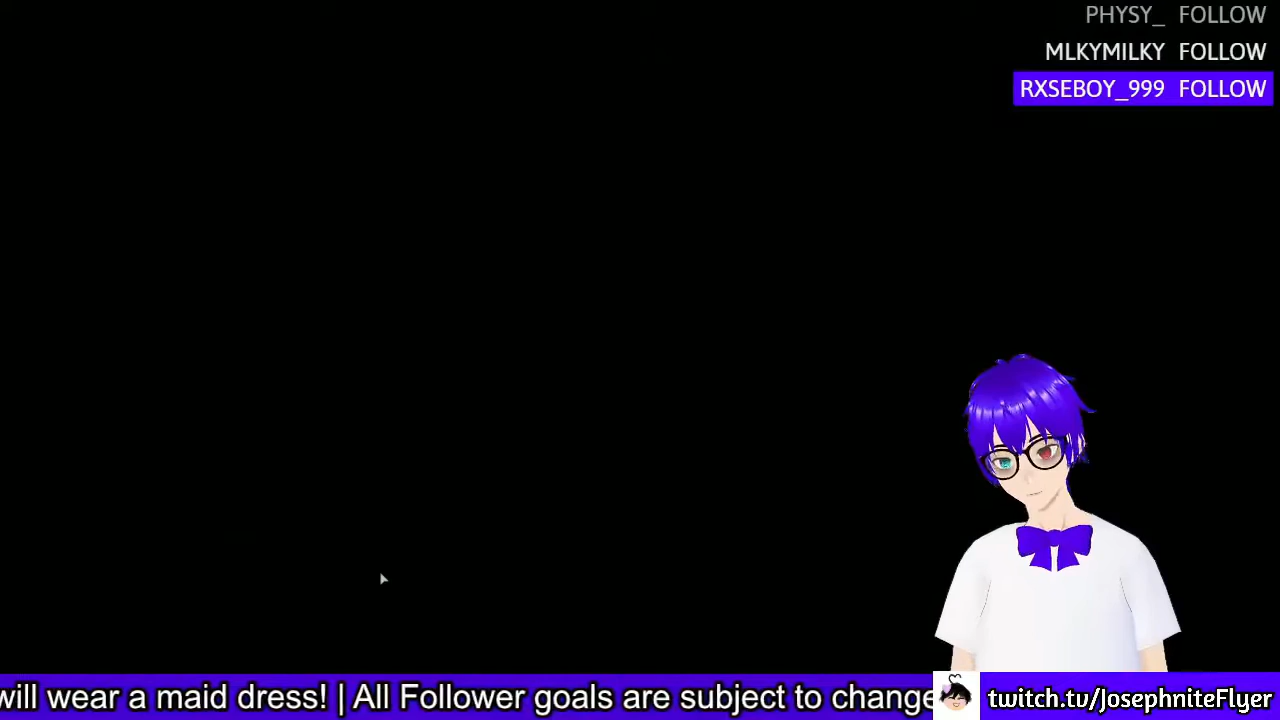 PHYSY_ FOLLOW
MLKYMILKY FOLLOW
RXSEBOY_999 FOLLOW
will wear a maid dress! | All Follower goals are subject to change
twitch.tv/JosephniteFlyer